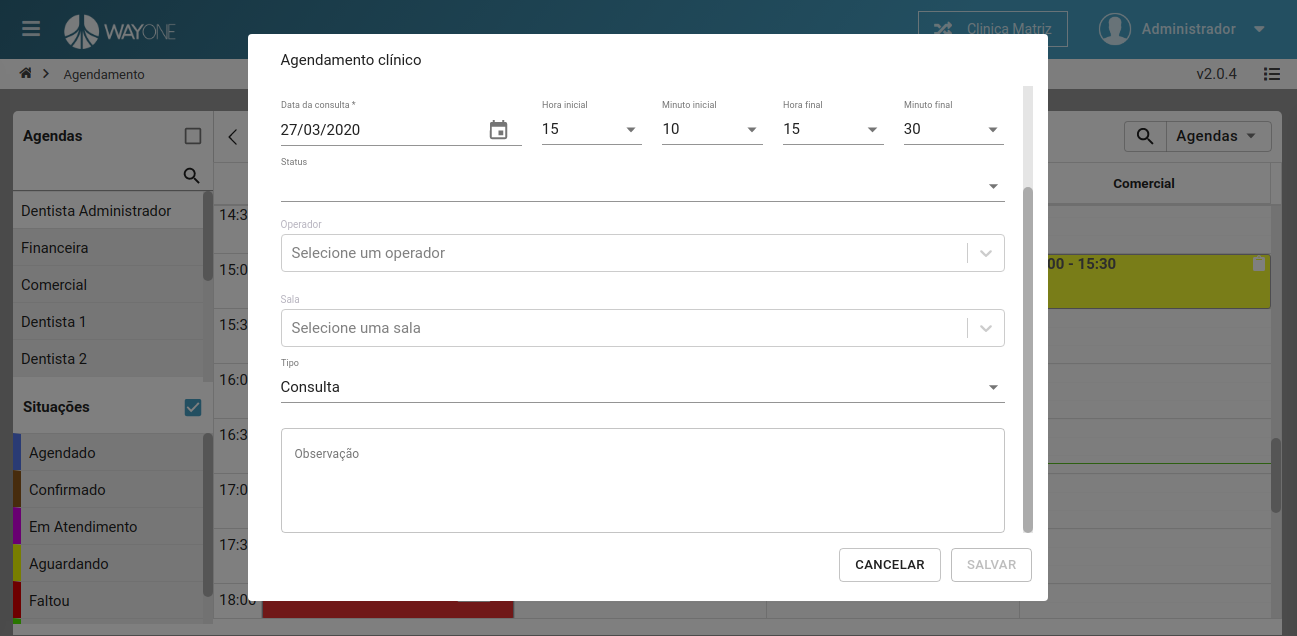 WAYONE
Clinica Matriz
Administrador
Agendamento
v2.0.4
Agendas
Dentista Administrador
Financeira
Comercial
Dentista 1
Dentista 2
Situações
Agendado
Confirmado
Em Atendimento
Aguardando
Faltou
14:3
15:0
15:3
16:0
16:3
17:0
17:3
18:00
Agendamento clínico
Data da consulta *
27/03/2020
Hora inicial
15
Minuto inicial
10
Hora final
15
Minuto final
30
Status
Operador
Selecione um operador
Sala
Selecione uma sala
Tipo
Consulta
Observação
CANCELAR
SALVAR
Agendas
Comercial
00 - 15:30